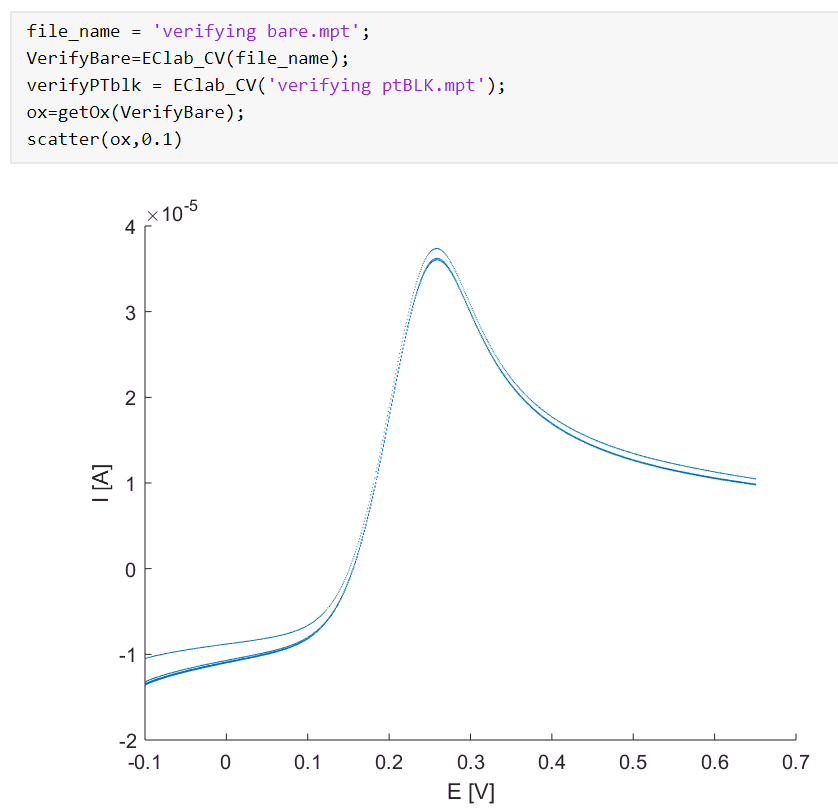 file_name = 'verifying bare.mpt';
VerifyBare=EClab_CV(file_name);
verifyPTblk = EClab_CV('verifying ptBLK.mpt');
ox=getOx(VerifyBare);
scatter(ox,0.1)
×10-5
4
3
2
1
0
-1
-2
I [A]
-0.1 0 0.1 0.2 0.3 0.4 0.5 0.6 0.7
E [V]